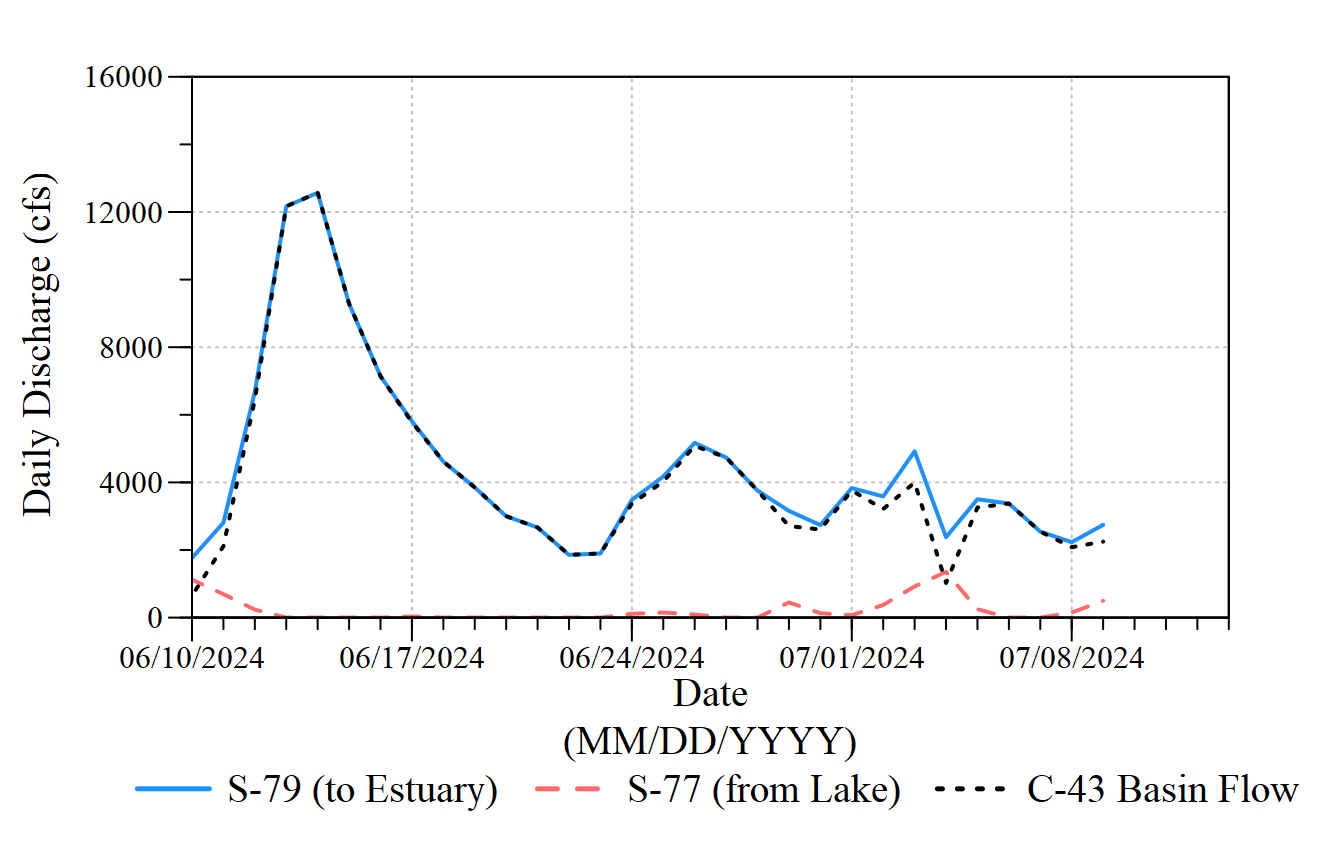 16000
12000
8000
4000
0
Daily Discharge (cfs)
06/10/2024 06/17/2024 06/24/2024 07/01/2024 07/08/2024
Date
(MM/DD/YYYY)
S-79 (to Estuary) S-77 (from Lake) C-43 Basin Flow